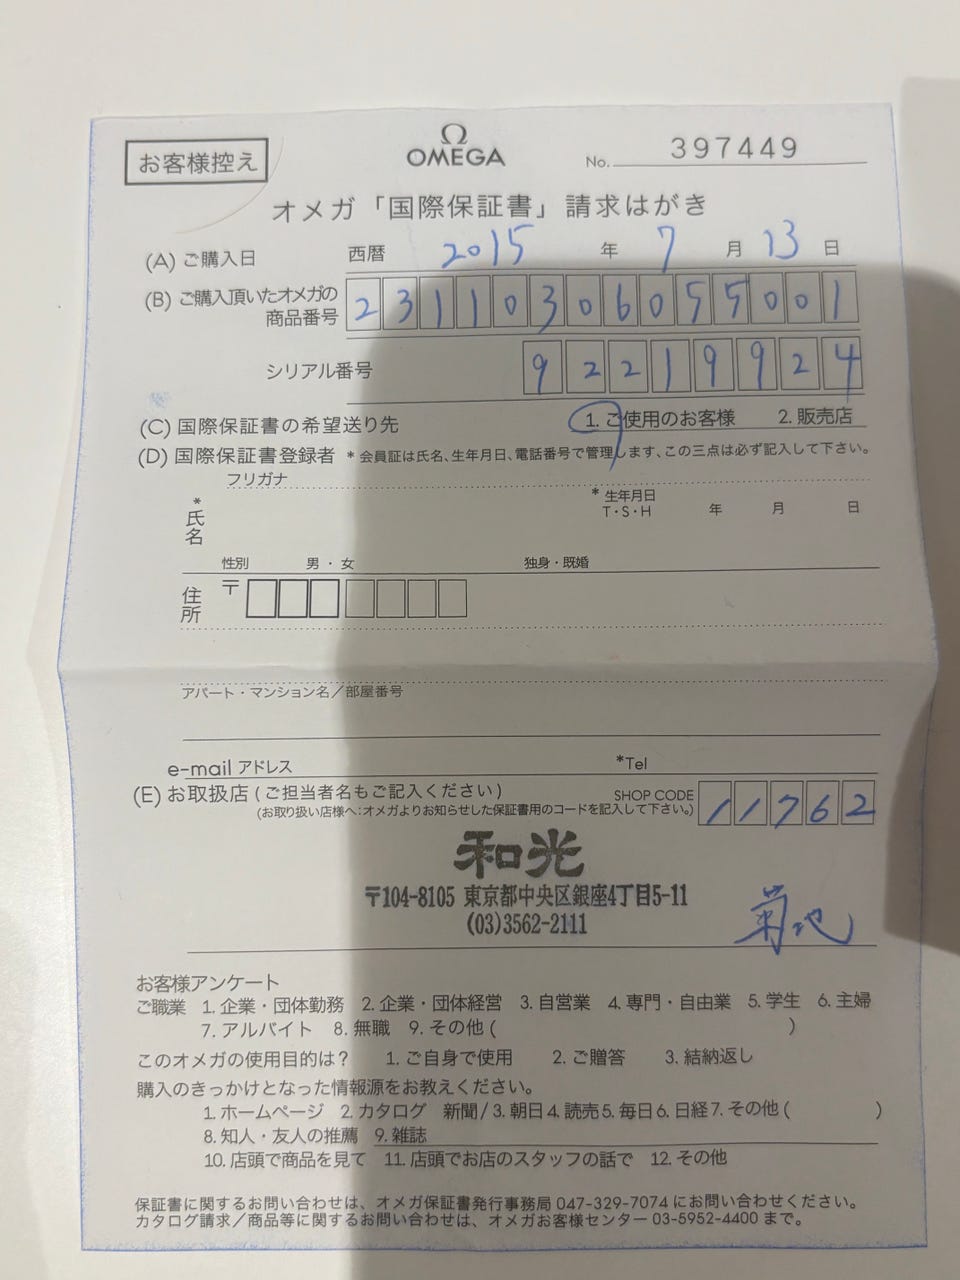 お客様控え
Ω
OMEGA
No. 397449
オメガ「国際保証書」請求はがき
(A) ご購入日 西暦 2015 年 7 月 13 日
(B) ご購入頂いたオメガの商品番号 23110306055001
シリアル番号 92219924
(C) 国際保証書の希望送り先 1. ご使用のお客様 2. 販売店
(D) 国際保証書登録者 *会員証は氏名、生年月日、電話番号で管理します、この三点は必ず記入して下さい。
フリガナ
*氏名
*生年月日
T・S・H 年 月 日
性別 男・女 独身・既婚
住所 〒
アパート・マンション名／部屋番号
e-mail アドレス *Tel
(E) お取扱店 (ご担当者名もご記入ください) SHOP CODE 11762
(お取り扱い店様へ:オメガよりお知らせした保証書用のコードを記入して下さい。)
和光
〒104-8105 東京都中央区銀座4丁目5-11
(03)3562-2111
菊地
お客様アンケート
ご職業 1. 企業・団体勤務 2. 企業・団体経営 3. 自営業 4. 専門・自由業 5. 学生 6. 主婦
7. アルバイト 8. 無職 9. その他 ( )
このオメガの使用目的は? 1. ご自身で使用 2. ご贈答 3. 結納返し
購入のきっかけとなった情報源をお教えください。
1. ホームページ 2. カタログ 新聞/3. 朝日 4. 読売 5. 毎日 6. 日経 7. その他 ( )
8. 知人・友人の推薦 9. 雑誌
10. 店頭で商品を見て 11. 店頭でお店のスタッフの話で 12. その他
保証書に関するお問い合わせは、オメガ保証書発行事務局 047-329-7074 にお問い合わせください。
カタログ請求／商品等に関するお問い合わせは、オメガお客様センター 03-5952-4400 まで。